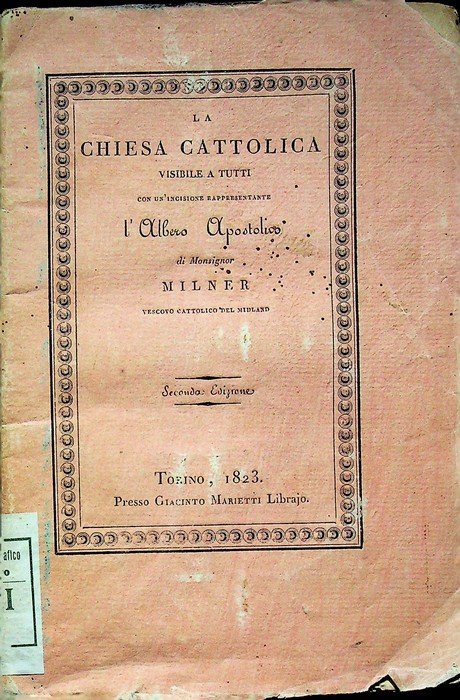 LA
CHIESA CATTOLICA
VISIBILE A TUTTI
CON UN'INCISIONE RAPPRESENTANTE
l'Albero Apostolico
di Monsignor
MILNER
VESCOVO CATTOLICO DEL MIDLAND
Seconda Edizione
TORINO, 1823.
Presso GIACINTO MARIETTI Librajo.
afico
o
I